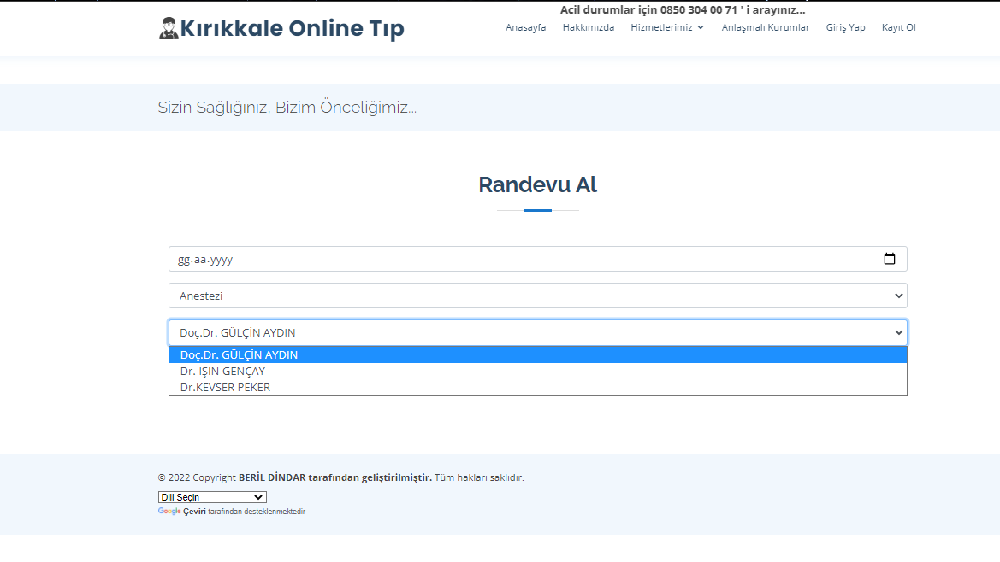 Acil durumlar için 0850 304 00 71 ' i arayınız...
Kırıkkale Online Tıp
Anasayfa Hakkımızda Hizmetlerimiz Anlaşmalı Kurumlar Giriş Yap Kayıt Ol
Sizin Sağlığınız, Bizim Önceliğimiz...
Randevu Al
gg.aa.yyyy
Anestezi
Doç.Dr. GÜLÇİN AYDIN
Doç.Dr. GÜLÇİN AYDIN
Dr. IŞIN GENÇAY
Dr.KEVSER PEKER
© 2022 Copyright BERİL DİNDAR tarafından geliştirilmiştir. Tüm hakları saklıdır.
Dili Seçin
Google Çeviri tarafından desteklenmektedir